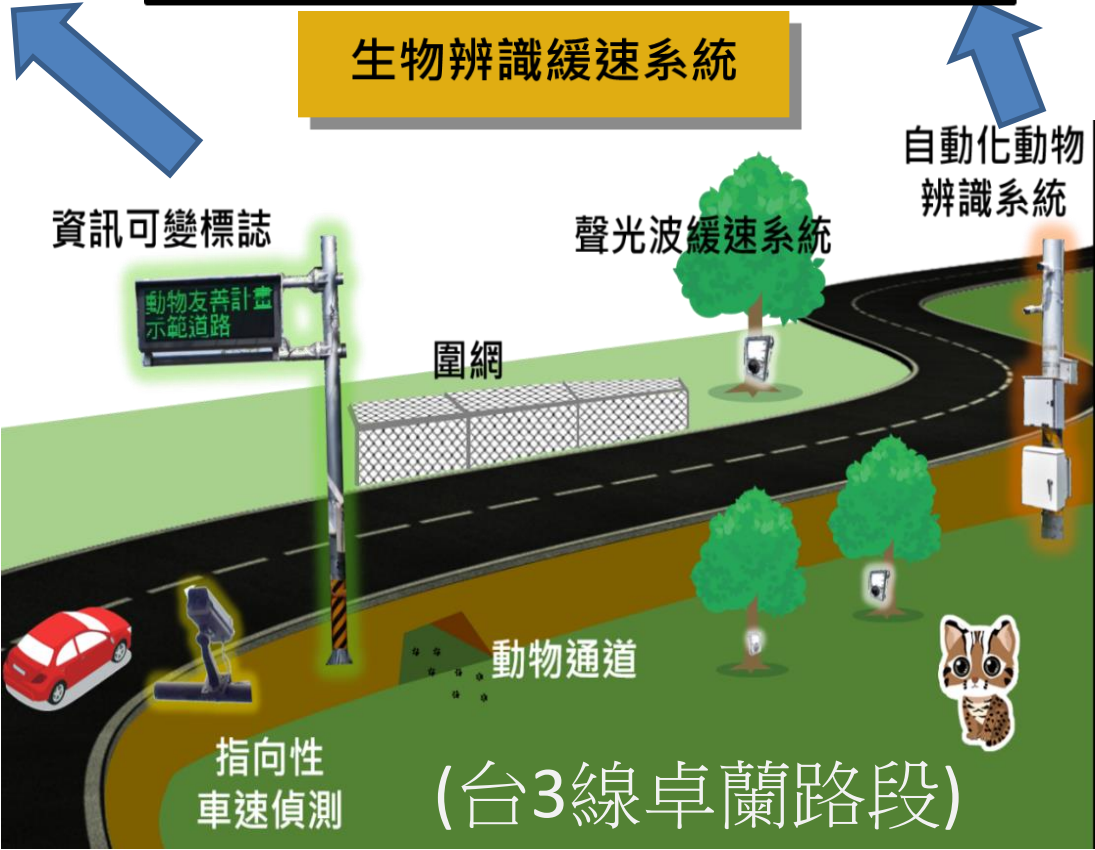 生物辨識緩速系統
自動化動物
辨識系統
資訊可變標誌
聲光波緩速系統
動物友善計畫
示範道路
圍網
動物通道
指向性
車速偵測
(台3線卓蘭路段)